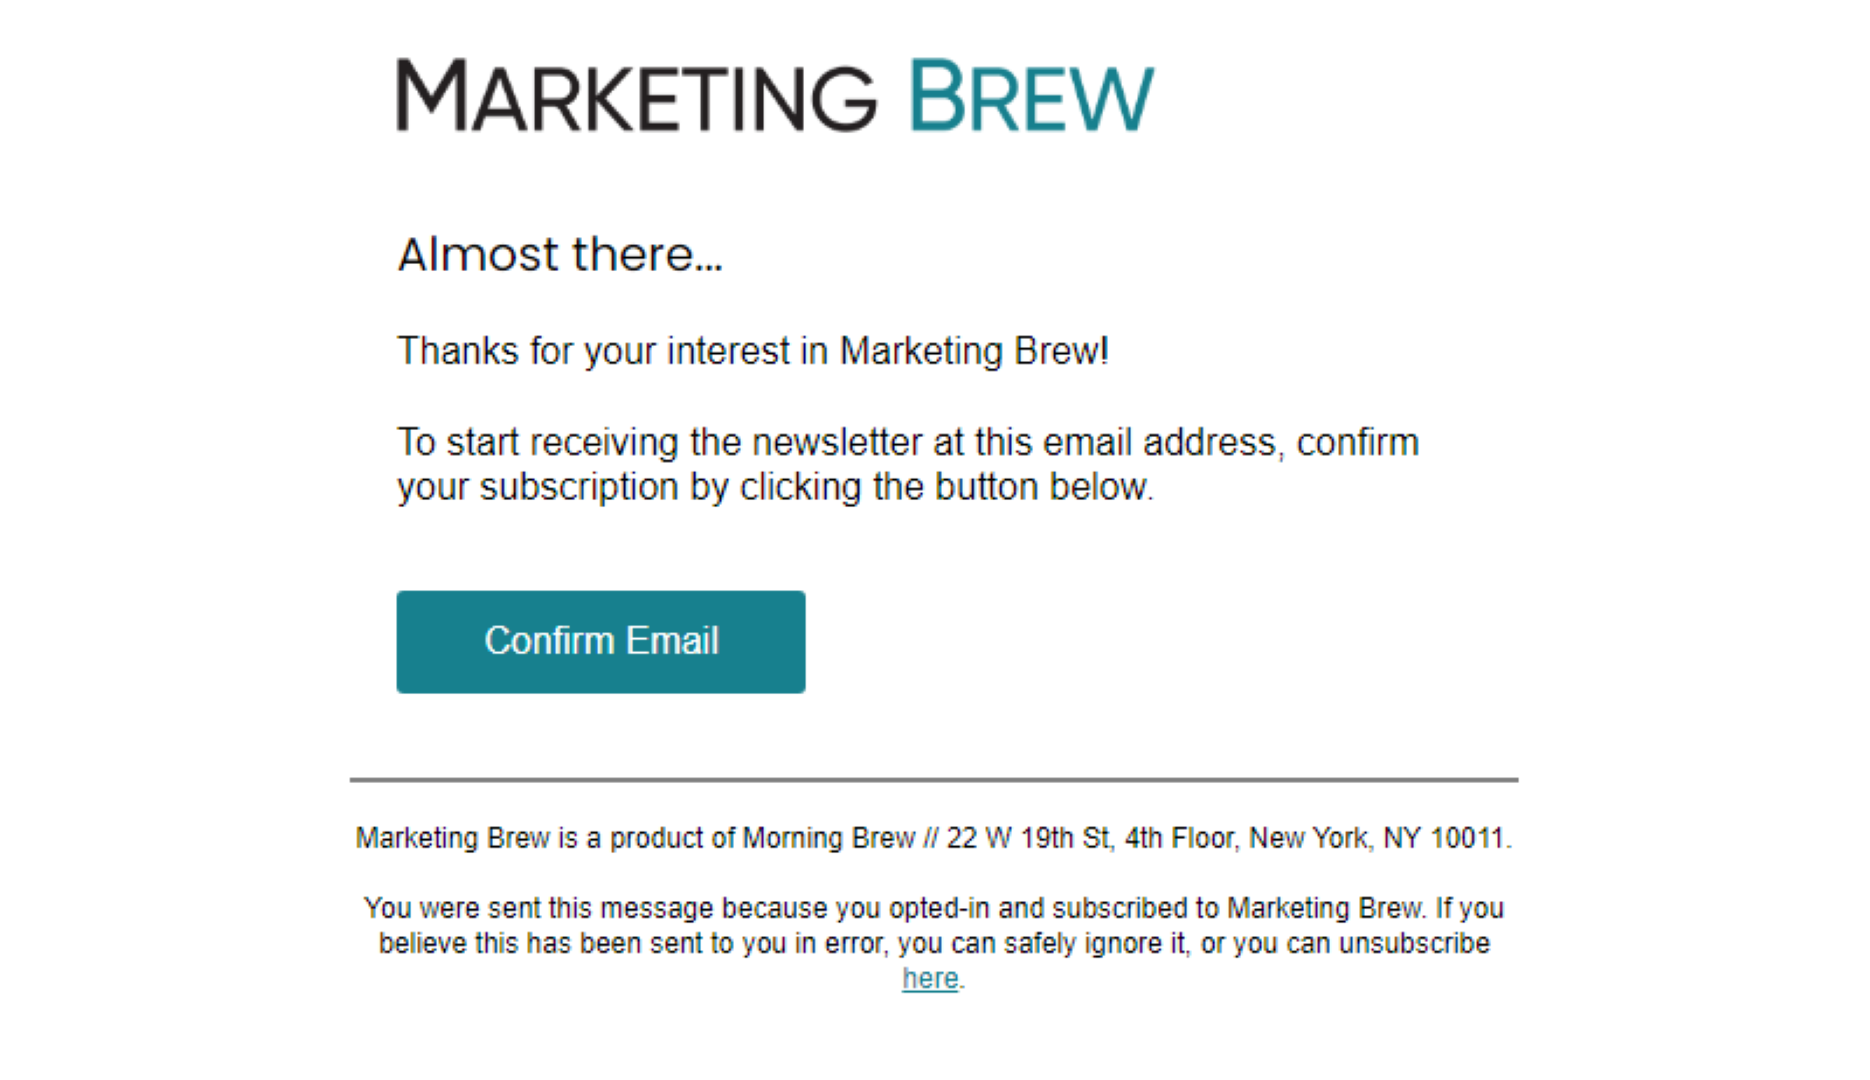 MARKETING BREW
Almost there...
Thanks for your interest in Marketing Brew!
To start receiving the newsletter at this email address, confirm
your subscription by clicking the button below.
Confirm Email
Marketing Brew is a product of Morning Brew // 22 W 19th St, 4th Floor, New York, NY 10011.
You were sent this message because you opted-in and subscribed to Marketing Brew. If you
believe this has been sent to you in error, you can safely ignore it, or you can unsubscribe
here.